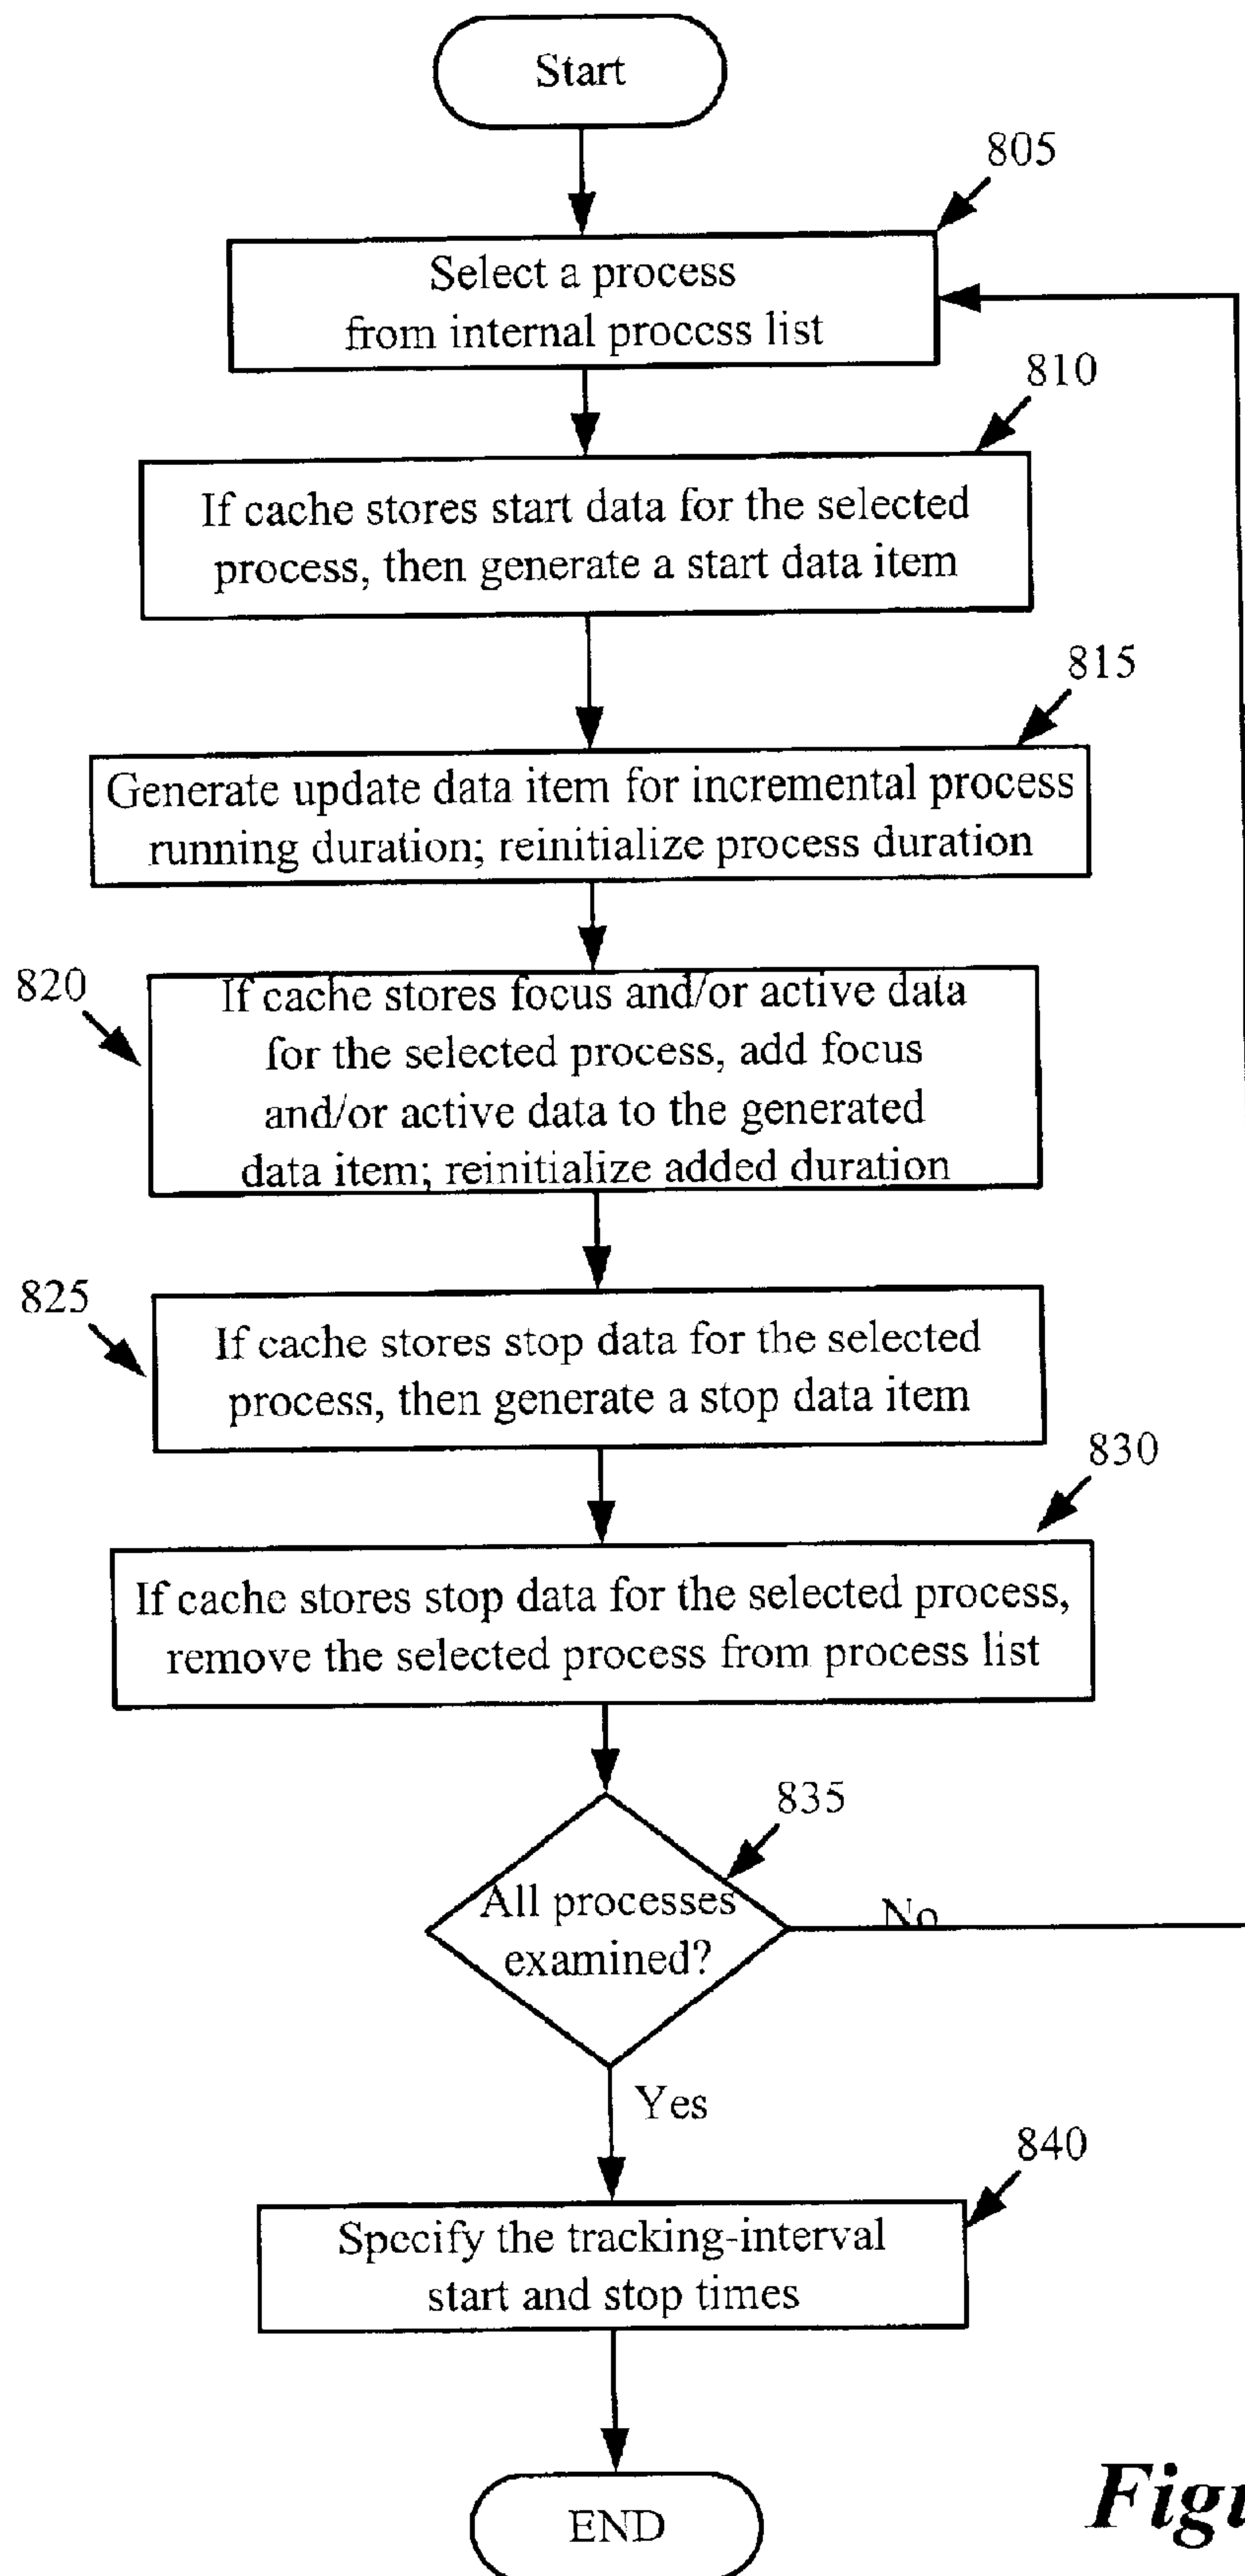 Start
805
Select a process
from internal process list
810
If cache stores start data for the selected
process, then generate a start data item
815
Generate update data item for incremental process
running duration; reinitialize process duration
820
If cache stores focus and/or active data
for the selected process, add focus
and/or active data to the generated
data item; reinitialize added duration
825
If cache stores stop data for the selected
process, then generate a stop data item
830
If cache stores stop data for the selected process,
remove the selected process from process list
835
All processes
examined?
No
Yes
840
Specify the tracking-interval
start and stop times
END